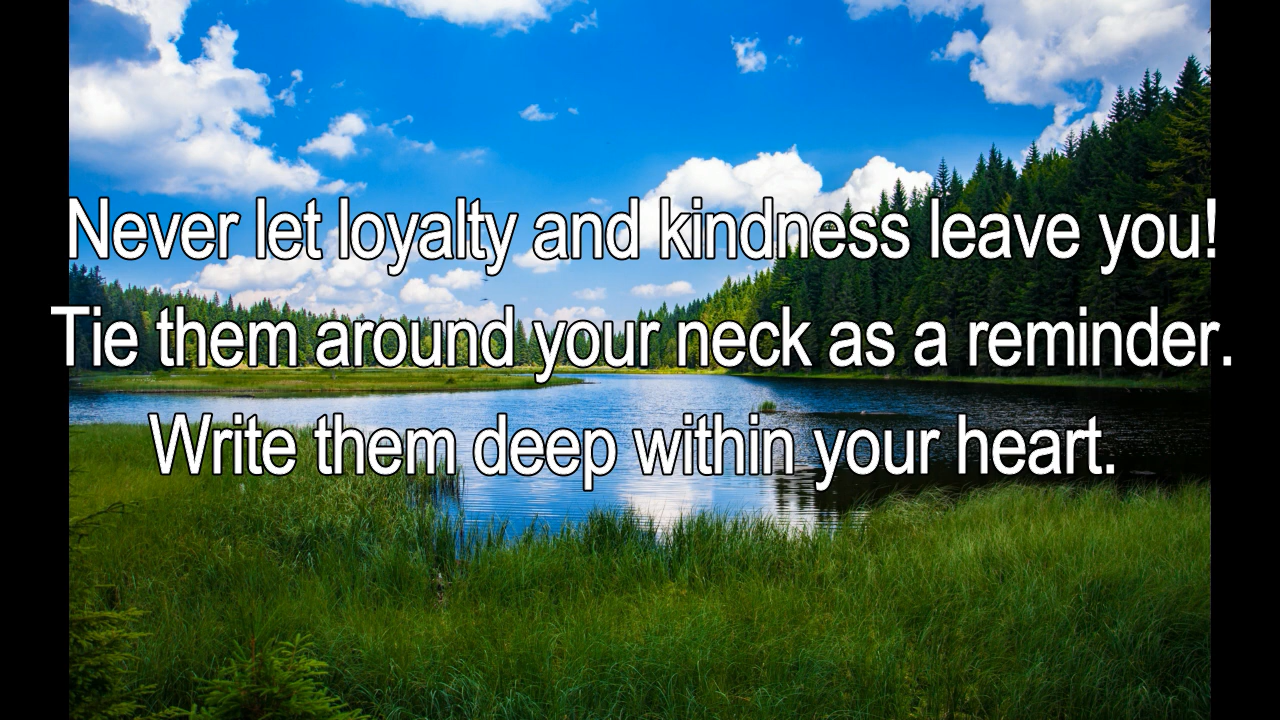 Never let loyalty and kindness leave you!
Tie them around your neck as a reminder.
Write them deep within your heart.